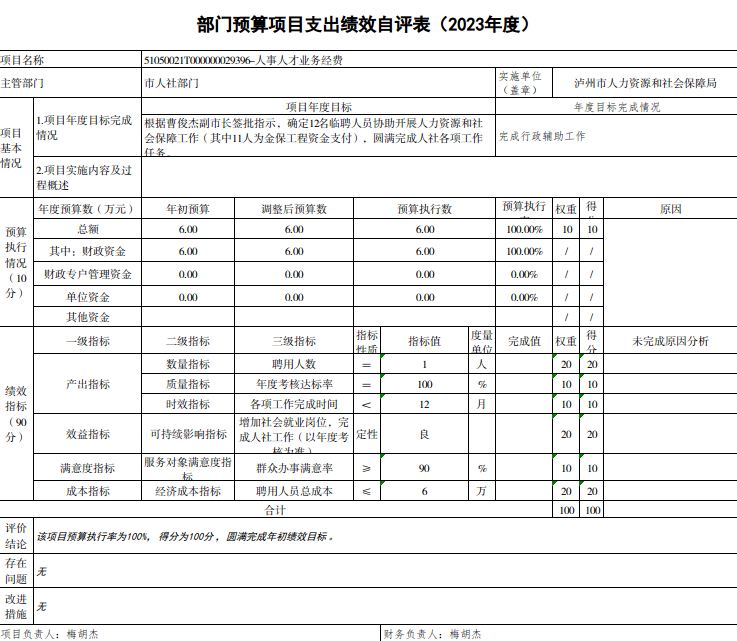 部门预算项目支出绩效自评表（2023年度）
项目名称 51050021T000000029396-人事人才业务经费
主管部门 市人社部门 实施单位（盖章） 泸州市人力资源和社会保障局
项目基本情况 1.项目年度目标完成情况 项目年度目标 年度目标完成情况
根据曹俊杰副市长签批指示，确定12名临聘人员协助开展人力资源和社
会保障工作（其中11人为金保工程资金支付），圆满完成人社各项工作
任务。
完成行政辅助工作
2.项目实施内容及过程概述
预算执行情况（10分） 年度预算数（万元） 年初预算 调整后预算数 预算执行数 预算执行 权重 得 原因
总额 6.00 6.00 6.00 100.00% 10 10
其中：财政资金 6.00 6.00 6.00 100.00% / /
财政专户管理资金 0.00 0.00 0.00 0.00% / /
单位资金 0.00 0.00 0.00 0.00% / /
其他资金 / /
绩效指标（90分） 一级指标 二级指标 三级指标 指标性质 指标值 度量单位 完成值 权重 得分 未完成原因分析
产出指标 数量指标 聘用人数 ＝ 1 人 20 20
质量指标 年度考核达标率 ＝ 100 % 10 10
时效指标 各项工作完成时间 ＜ 12 月 10 10
效益指标 可持续影响指标 增加社会就业岗位，完成人社工作（以年度考核为准） 定性 良 20 20
满意度指标 服务对象满意度指标 群众办事满意率 ≥ 90 % 10 10
成本指标 经济成本指标 聘用人员总成本 ≤ 6 万 20 20
合计 100 100
评价结论 该项目预算执行率为100%，得分为100分，圆满完成年初绩效目标。
存在问题 无
改进措施 无
项目负责人：梅胡杰 财务负责人：梅胡杰